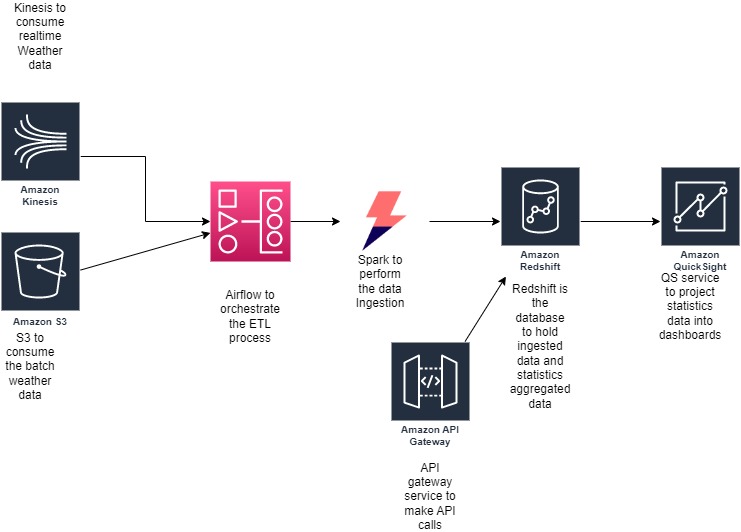 Kinesis to
consume
realtime
Weather
data
Amazon
Kinesis
Amazon S3
S3 to
consume
the batch
weather
data
Airflow to
orchestrate
the ETL
process
Spark to
perform
the data
Ingestion
Amazon
Redshift
Redshift is
the
database
to hold
ingested
data and
statistics
aggregated
data
Amazon
QuickSight
QS service
to project
statistics
data into
dashboards
</>
Amazon API
Gateway
API
gateway
service to
make API
calls